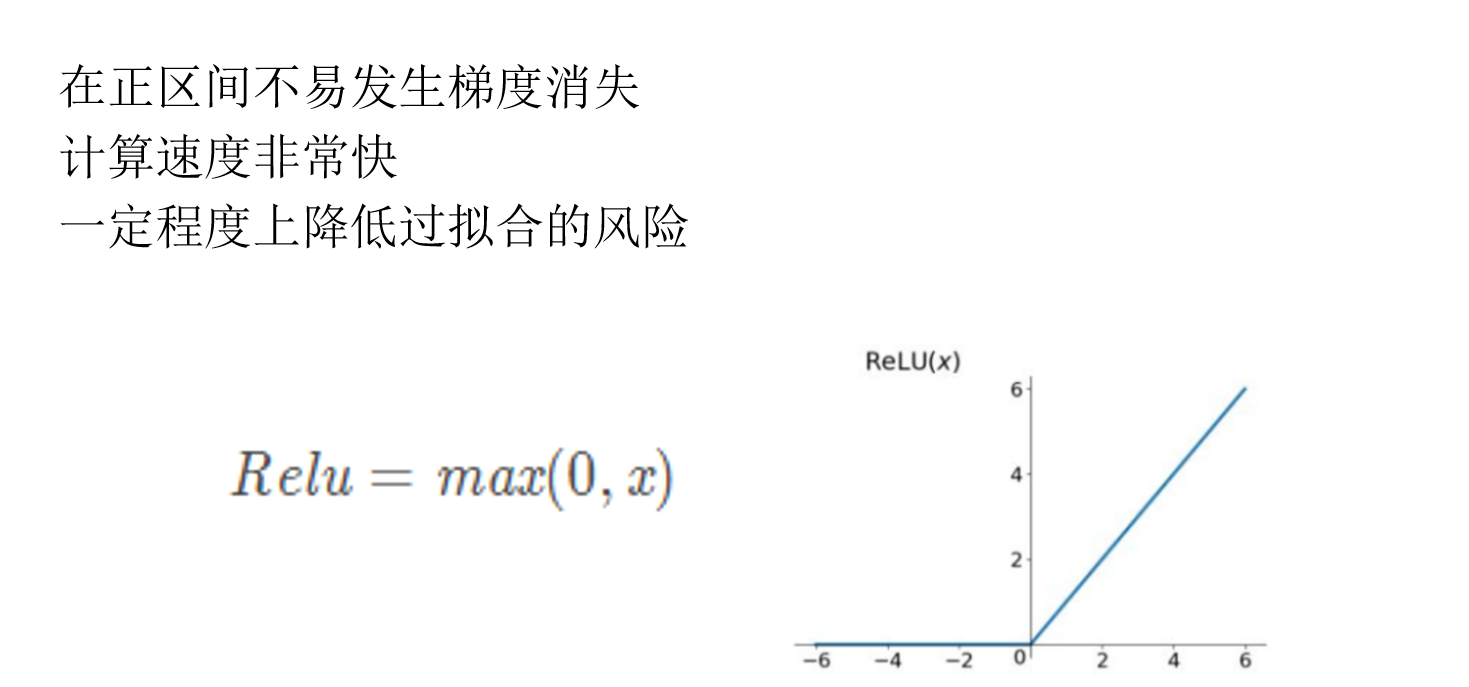 在正区间不易发生梯度消失
计算速度非常快
一定程度上降低过拟合的风险
ReLU(x)
Relu = max(0, x)
6
4
2
−6 −4 −2 0 2 4 6